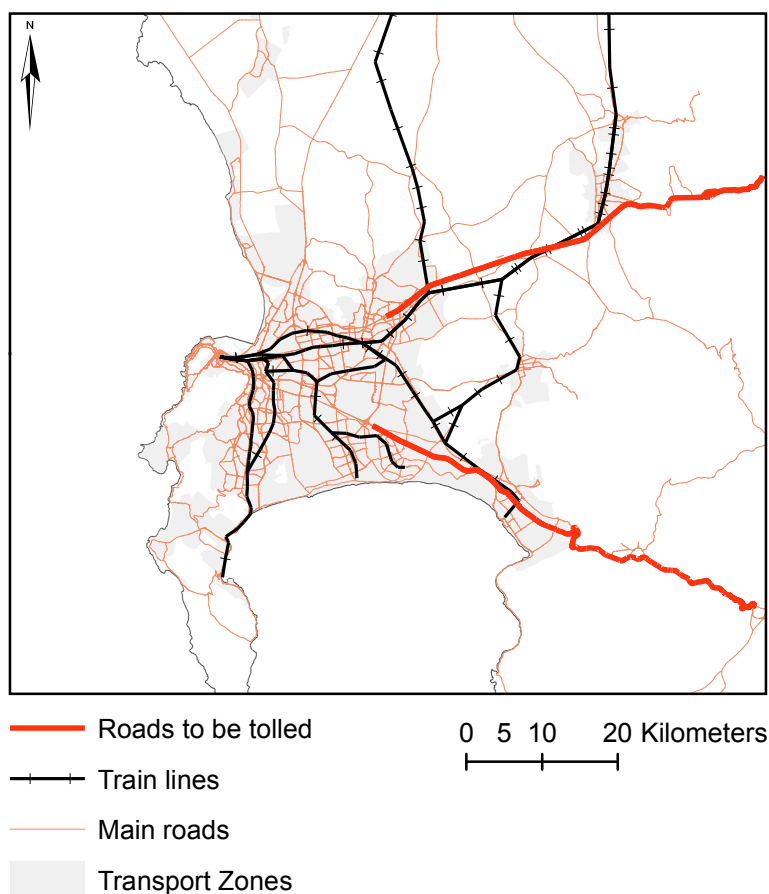 N
Roads to be tolled
0 5 10 20 Kilometers
Train lines
Main roads
Transport Zones